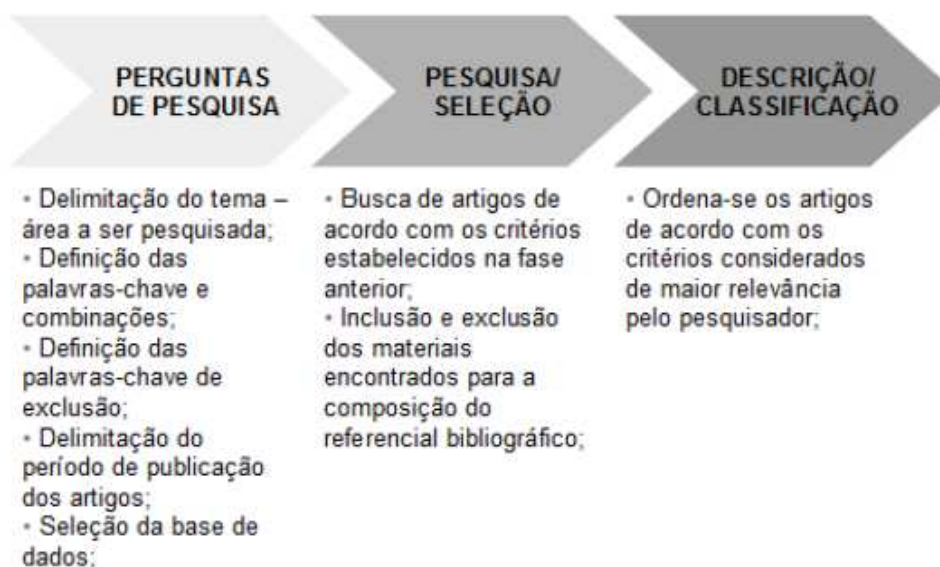 PERGUNTAS
DE PESQUISA
• Delimitação do tema –
área a ser pesquisada;
• Definição das
palavras-chave e
combinações;
• Definição das
palavras-chave de
exclusão;
• Delimitação do
período de publicação
dos artigos;
• Seleção da base de
dados;
PESQUISA/
SELEÇÃO
• Busca de artigos de
acordo com os critérios
estabelecidos na fase
anterior;
• Inclusão e exclusão
dos materiais
encontrados para a
composição do
referencial bibliográfico;
DESCRIÇÃO/
CLASSIFICAÇÃO
• Ordena-se os artigos
de acordo com os
critérios considerados
de maior relevância
pelo pesquisador;